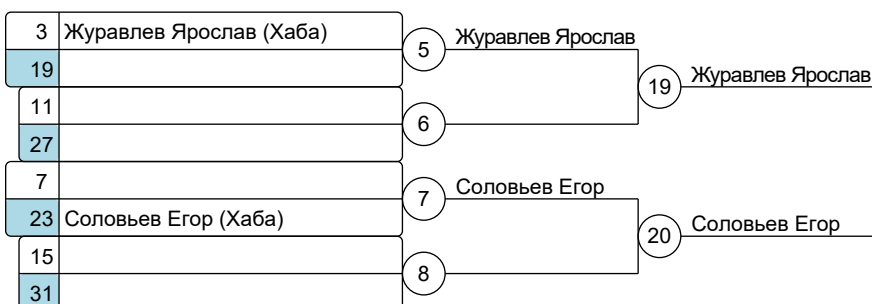 3 Журавлев Ярослав (Хаба)
5 Журавлев Ярослав
19
19 Журавлев Ярослав
11
6
27
7
7 Соловьев Егор
23 Соловьев Егор (Хаба)
20 Соловьев Егор
15
8
31